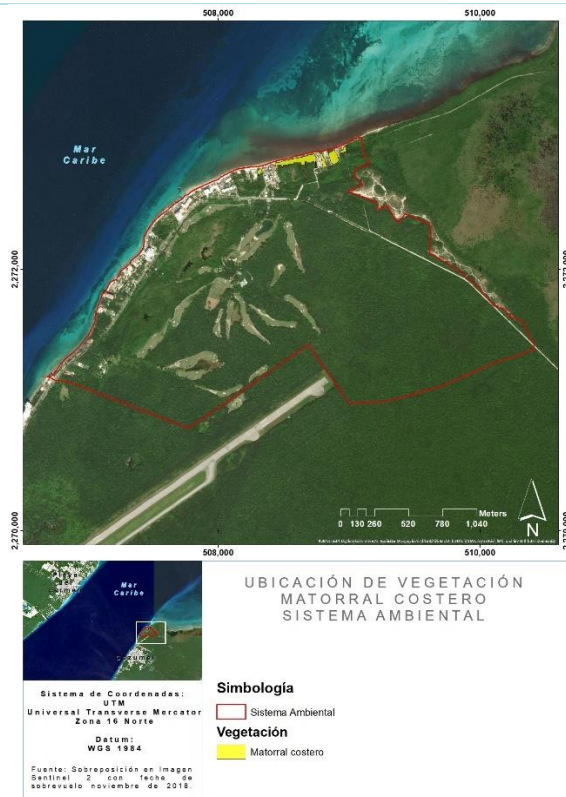 508,000
510,000
Mar
Caribe
2,272,000
2,272,000
Meters
0 130 260 520 780 1,040
N
2,270,000
2,270,000
508,000
510,000
Mar
Caribe
UBICACIÓN DE VEGETACIÓN
MATORRAL COSTERO
SISTEMA AMBIENTAL
Sistema de Coordenadas:
UTM
Universal Transverse Mercator
Zona 16 Norte
Datum:
WGS 1984
Fuente: Sobreposición en Imagen
Sentinel 2 con fecha de
sobrevuelo noviembre de 2018.
Simbología
Sistema Ambiental
Vegetación
Matorral costero